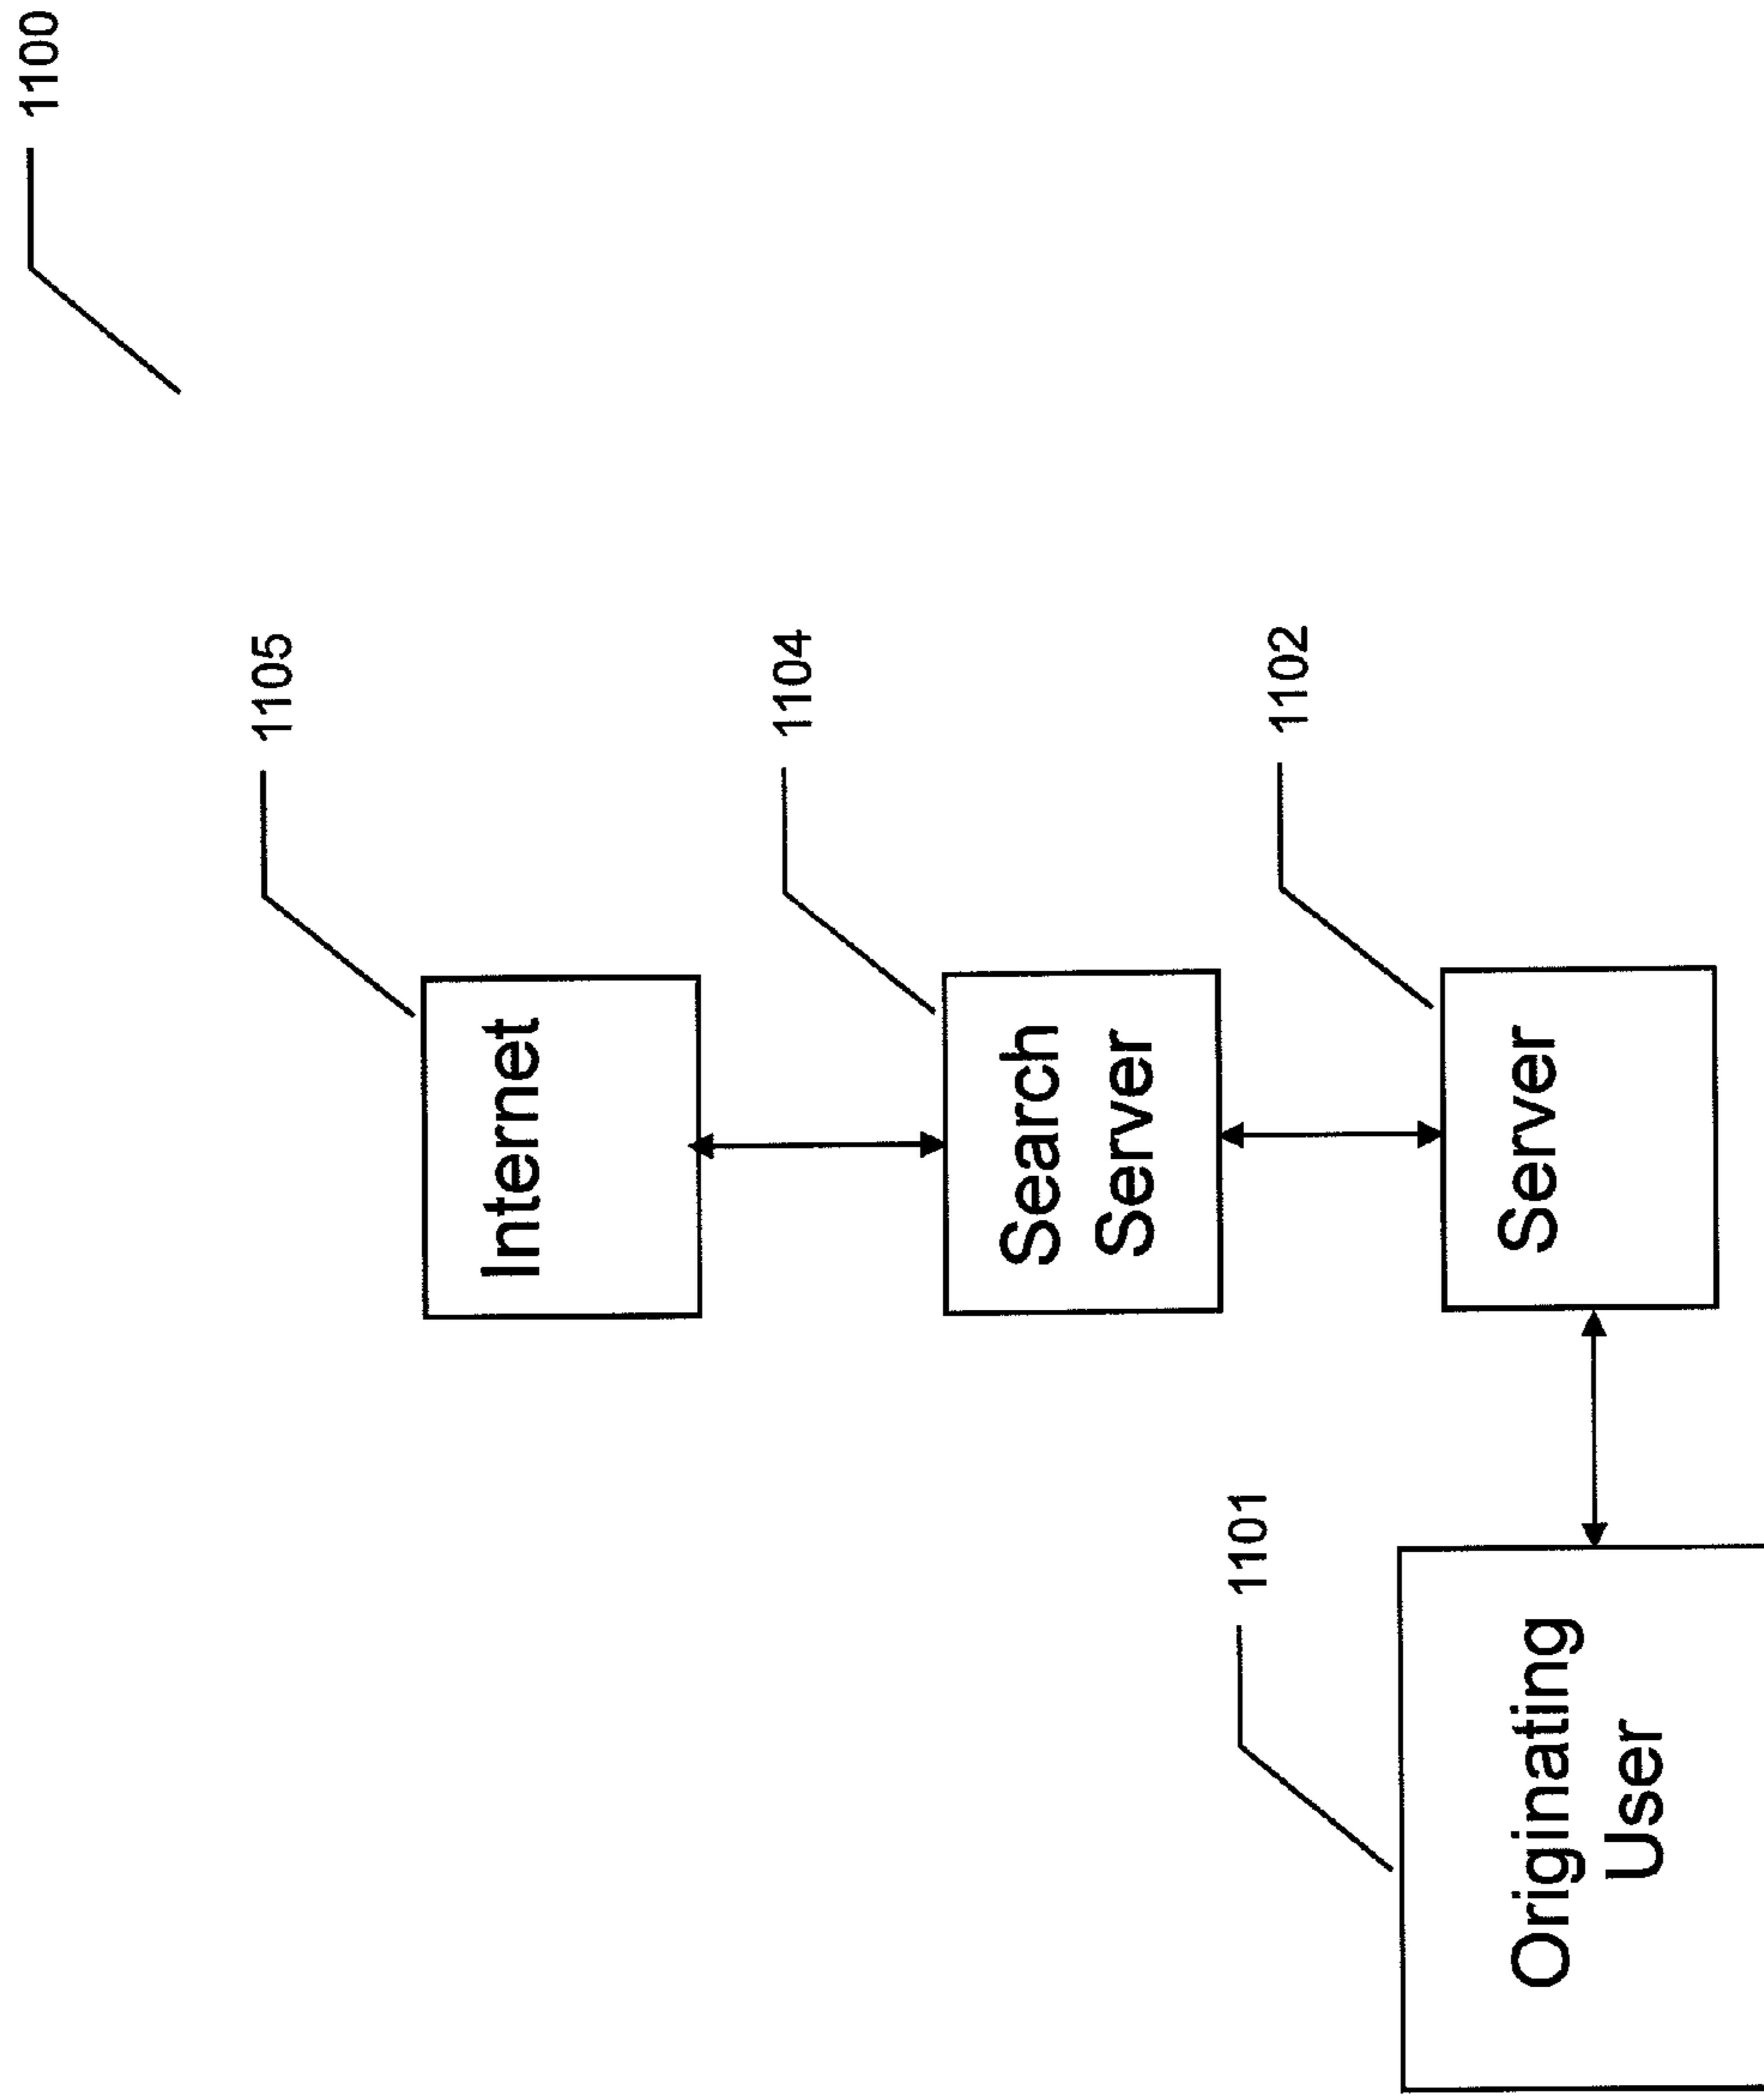 1100
1105
Internet
1104
Search
Server
1102
Server
1101
Originating
User